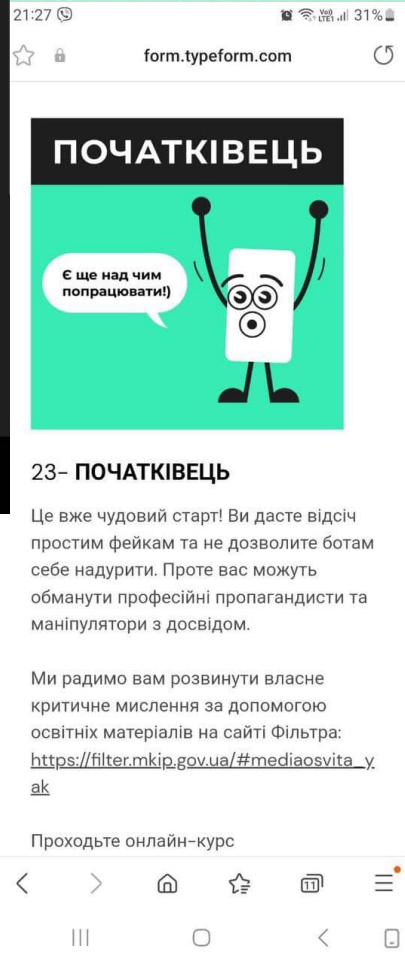 21:27
Vo))
LTE1
31%
form.typeform.com
ПОЧАТКІВЕЦЬ
Є ще над чим
попрацювати!)
23– ПОЧАТКІВЕЦЬ
Це вже чудовий старт! Ви дасте відсіч
простим фейкам та не дозволите ботам
себе надурити. Проте вас можуть
обманути професійні пропагандисти та
маніпулятори з досвідом.
Ми радимо вам розвинути власне
критичне мислення за допомогою
освітніх матеріалів на сайті Фільтра:
https://filter.mkip.gov.ua/#mediaosvita_y
ak
Проходьте онлайн-курс
11